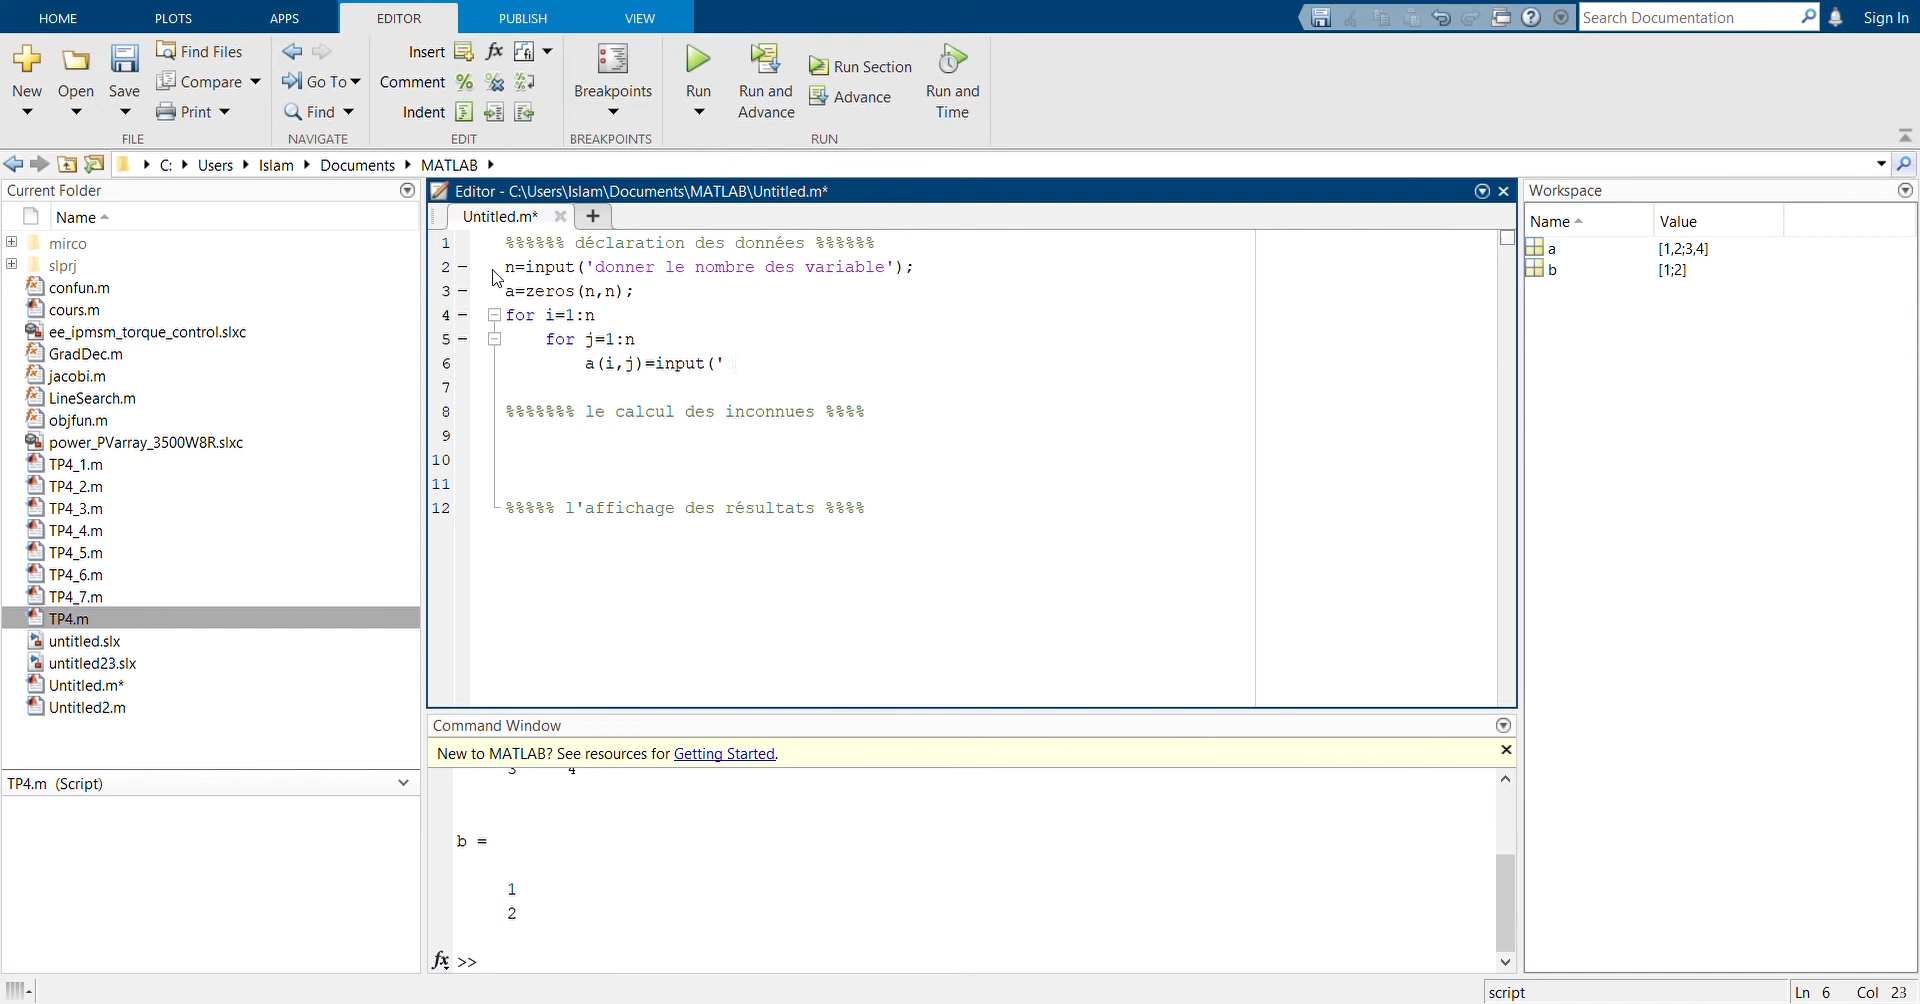 HOME PLOTS APPS EDITOR PUBLISH VIEW Search Documentation Sign In
New Open Save Find Files Compare Print
FILE
Go To Find
NAVIGATE
Insert fx
Comment
Indent
EDIT
Breakpoints
BREAKPOINTS
Run Run and Advance Run Section Advance Run and Time
RUN
C: Users Islam Documents MATLAB
Current Folder
Name
mirco
slprj
confun.m
cours.m
ee_ipmsm_torque_control.slxc
GradDec.m
jacobi.m
LineSearch.m
objfun.m
power_PVarray_3500W8R.slxc
TP4_1.m
TP4_2.m
TP4_3.m
TP4_4.m
TP4_5.m
TP4_6.m
TP4_7.m
TP4.m
untitled.slx
untitled23.slx
Untitled.m*
Untitled2.m
TP4.m (Script)
Editor - C:\Users\Islam\Documents\MATLAB\Untitled.m*
Untitled.m*
1 %%%%%% déclaration des données %%%%%%
2 n=input('donner le nombre des variable');
3 a=zeros(n,n);
4 for i=1:n
5 for j=1:n
6 a(i,j)=input('
7
8 %%%%%%% le calcul des inconnues %%%%
9
10
11
12 %%%%% l'affichage des résultats %%%%
Command Window
New to MATLAB? See resources for Getting Started.
3 4
b =
1
2
fx >>
Workspace
Name Value
a [1,2;3,4]
b [1;2]
script Ln 6 Col 23